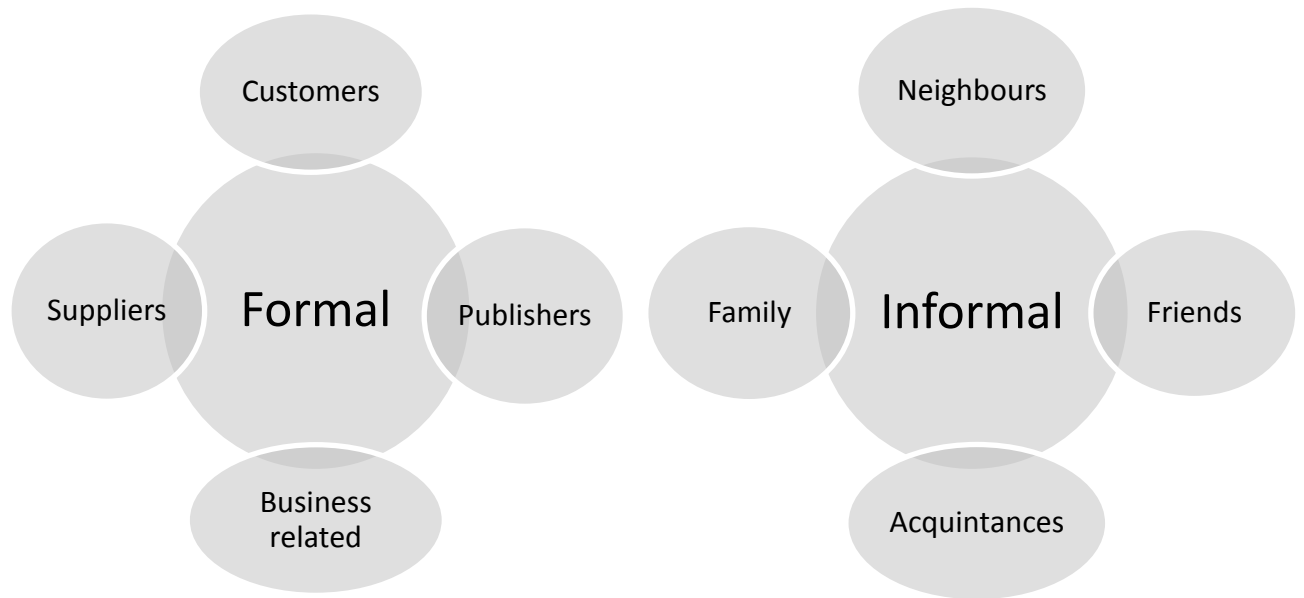 Customers
Suppliers
Formal
Publishers
Business
related
Neighbours
Family
Informal
Friends
Acquintances